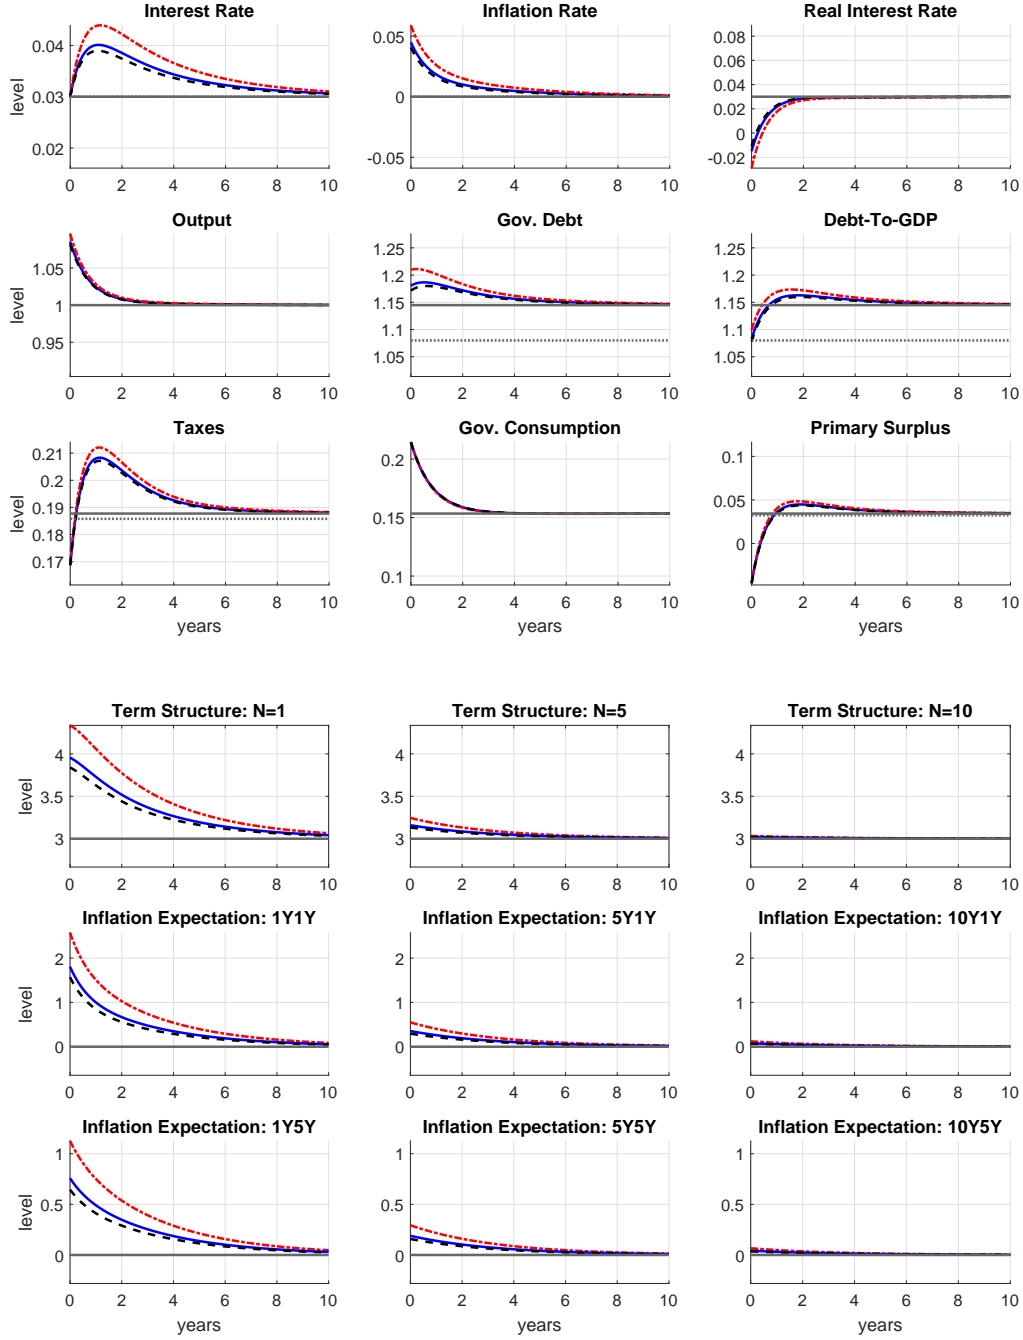 Interest Rate
Inflation Rate
Real Interest Rate
level
0.04
0.03
0.02
0 2 4 6 8 10
0.05
0
-0.05
0 2 4 6 8 10
0.08
0.06
0.04
0.02
0
-0.02
0 2 4 6 8 10
Output
Gov. Debt
Debt-To-GDP
level
1.05
1
0.95
0 2 4 6 8 10
1.25
1.2
1.15
1.1
1.05
0 2 4 6 8 10
1.25
1.2
1.15
1.1
1.05
0 2 4 6 8 10
Taxes
Gov. Consumption
Primary Surplus
level
0.21
0.2
0.19
0.18
0.17
0 2 4 6 8 10
years
0.2
0.15
0.1
0 2 4 6 8 10
years
0.1
0.05
0
0 2 4 6 8 10
years
Term Structure: N=1
Term Structure: N=5
Term Structure: N=10
level
4
3.5
3
0 2 4 6 8 10
4
3.5
3
0 2 4 6 8 10
4
3.5
3
0 2 4 6 8 10
Inflation Expectation: 1Y1Y
Inflation Expectation: 5Y1Y
Inflation Expectation: 10Y1Y
level
2
1
0
0 2 4 6 8 10
2
1
0
0 2 4 6 8 10
2
1
0
0 2 4 6 8 10
Inflation Expectation: 1Y5Y
Inflation Expectation: 5Y5Y
Inflation Expectation: 10Y5Y
level
1
0.5
0
0 2 4 6 8 10
years
1
0.5
0
0 2 4 6 8 10
years
1
0.5
0
0 2 4 6 8 10
years